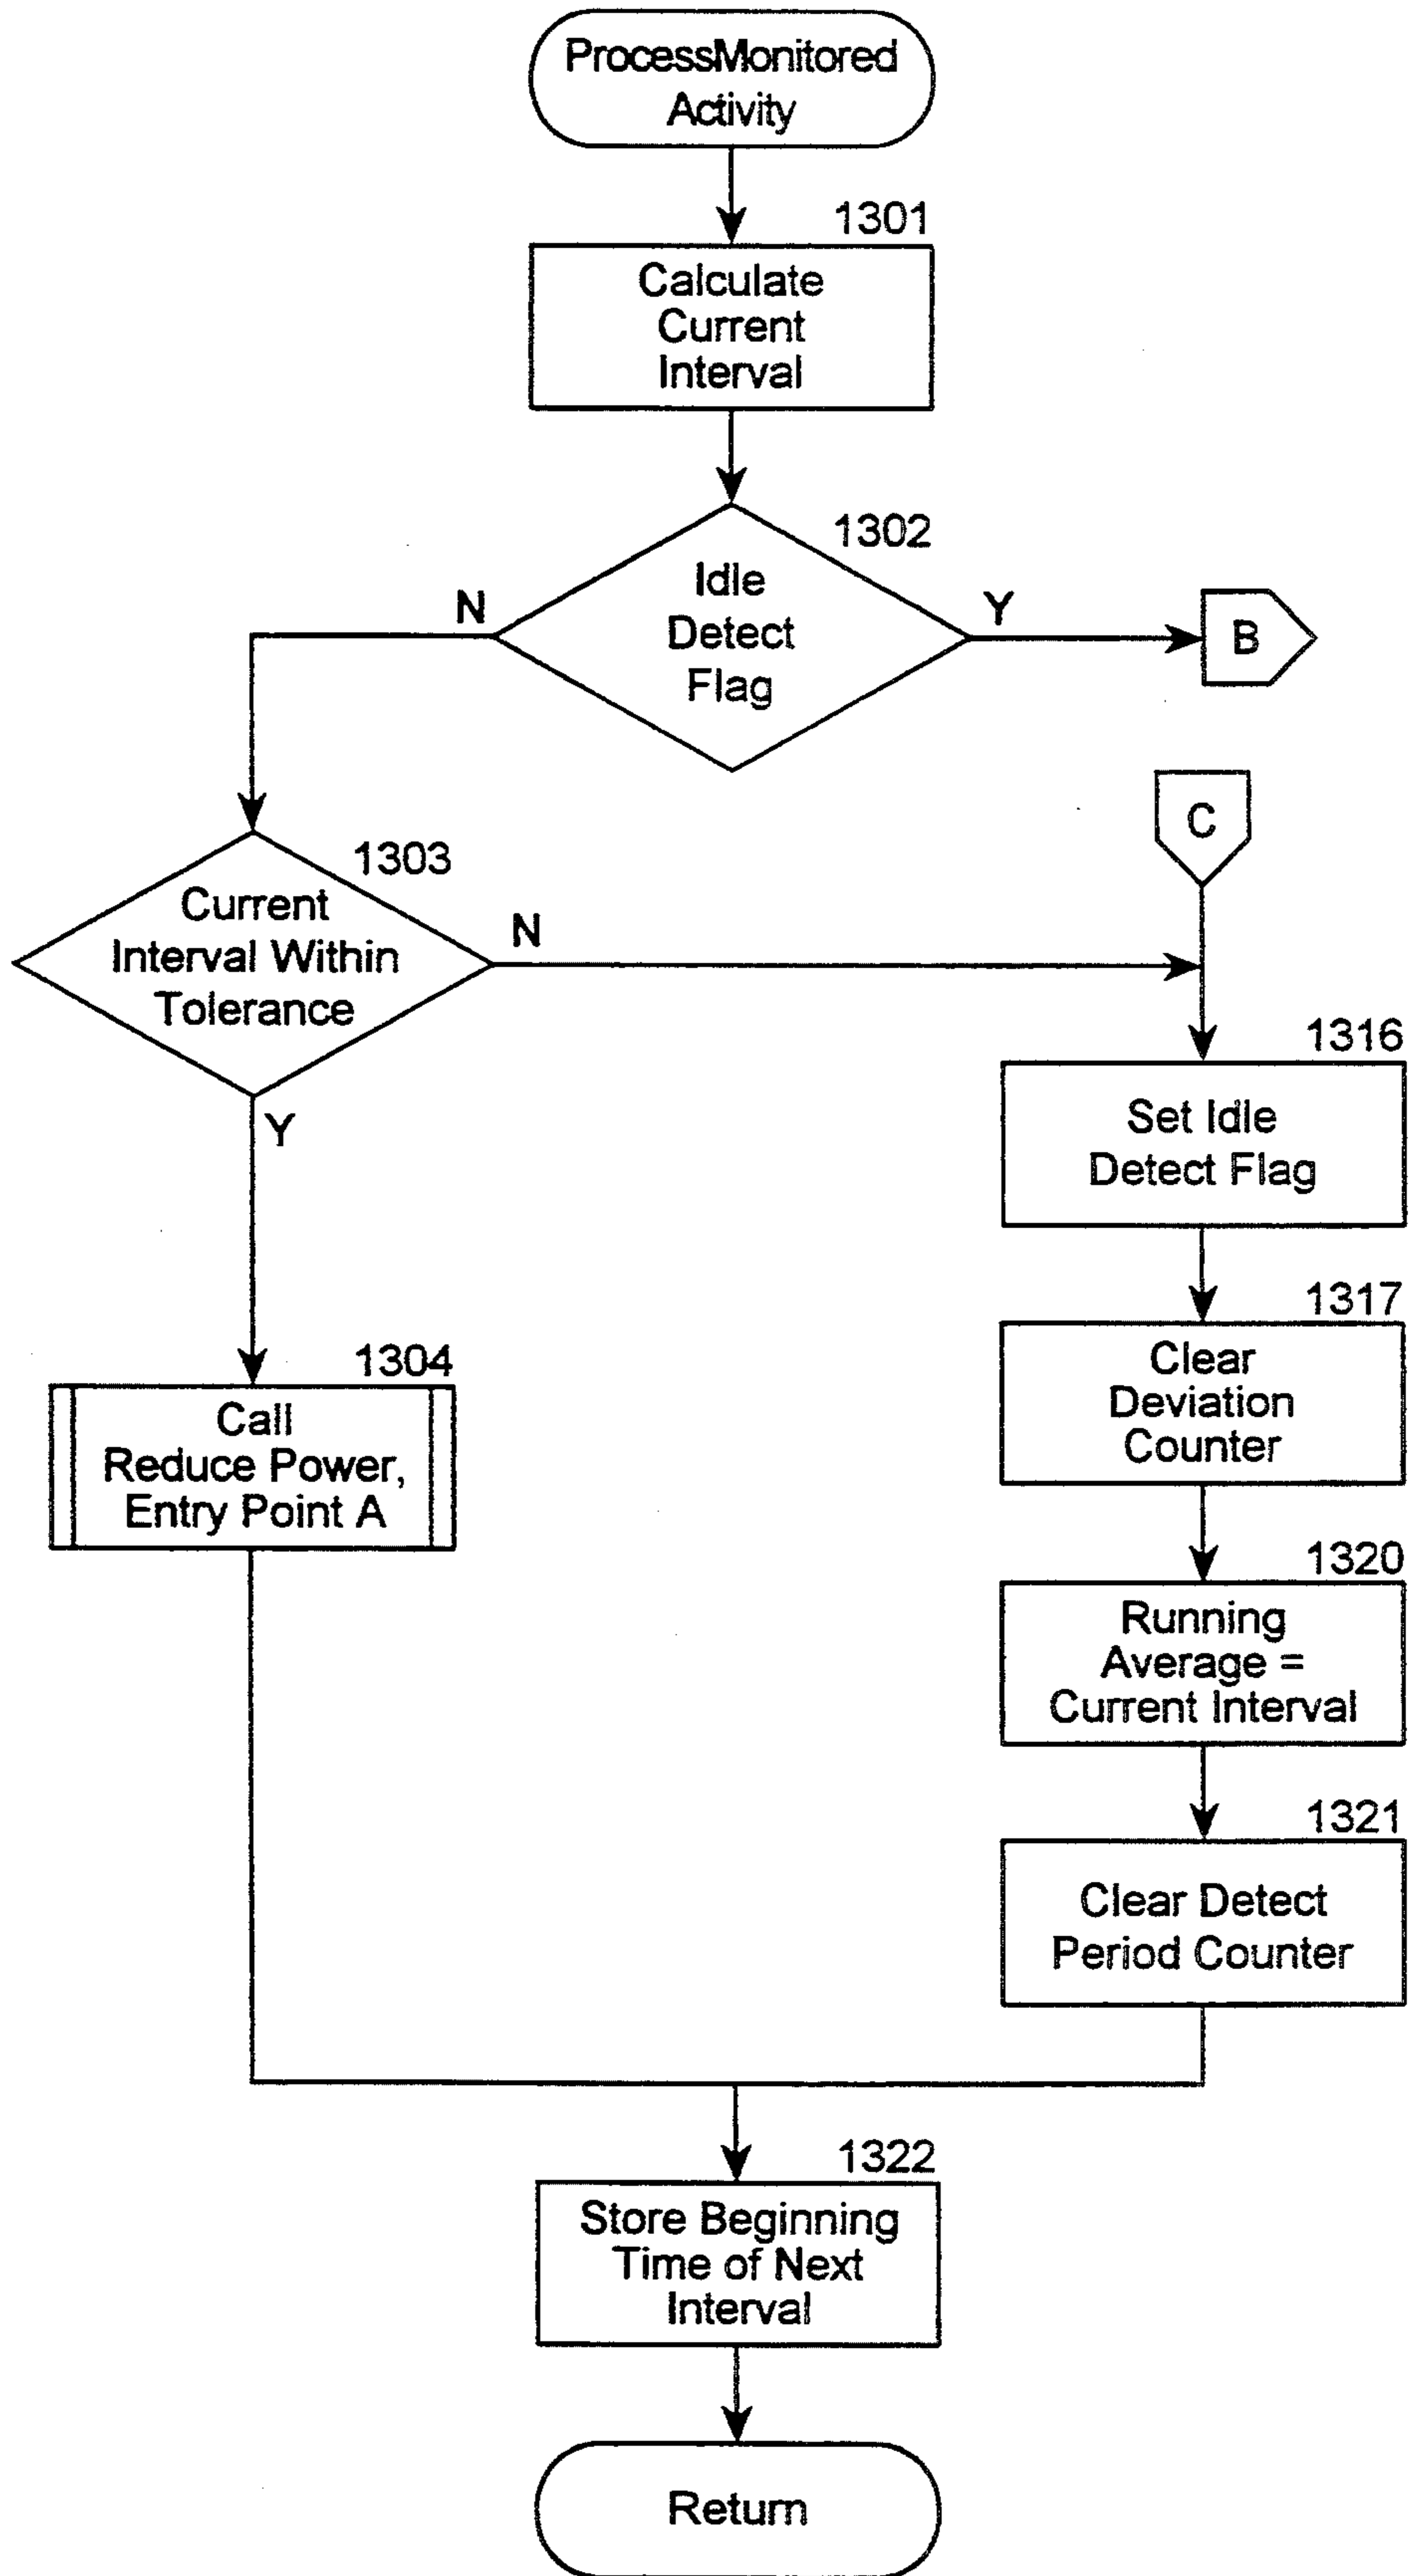 ProcessMonitored
Activity
1301
Calculate
Current
Interval
1302
Idle
Detect
Flag
N
Y
B
C
1303
Current
Interval Within
Tolerance
N
Y
1316
Set Idle
Detect Flag
1317
Clear
Deviation
Counter
1304
Call
Reduce Power,
Entry Point A
1320
Running
Average =
Current Interval
1321
Clear Detect
Period Counter
1322
Store Beginning
Time of Next
Interval
Return